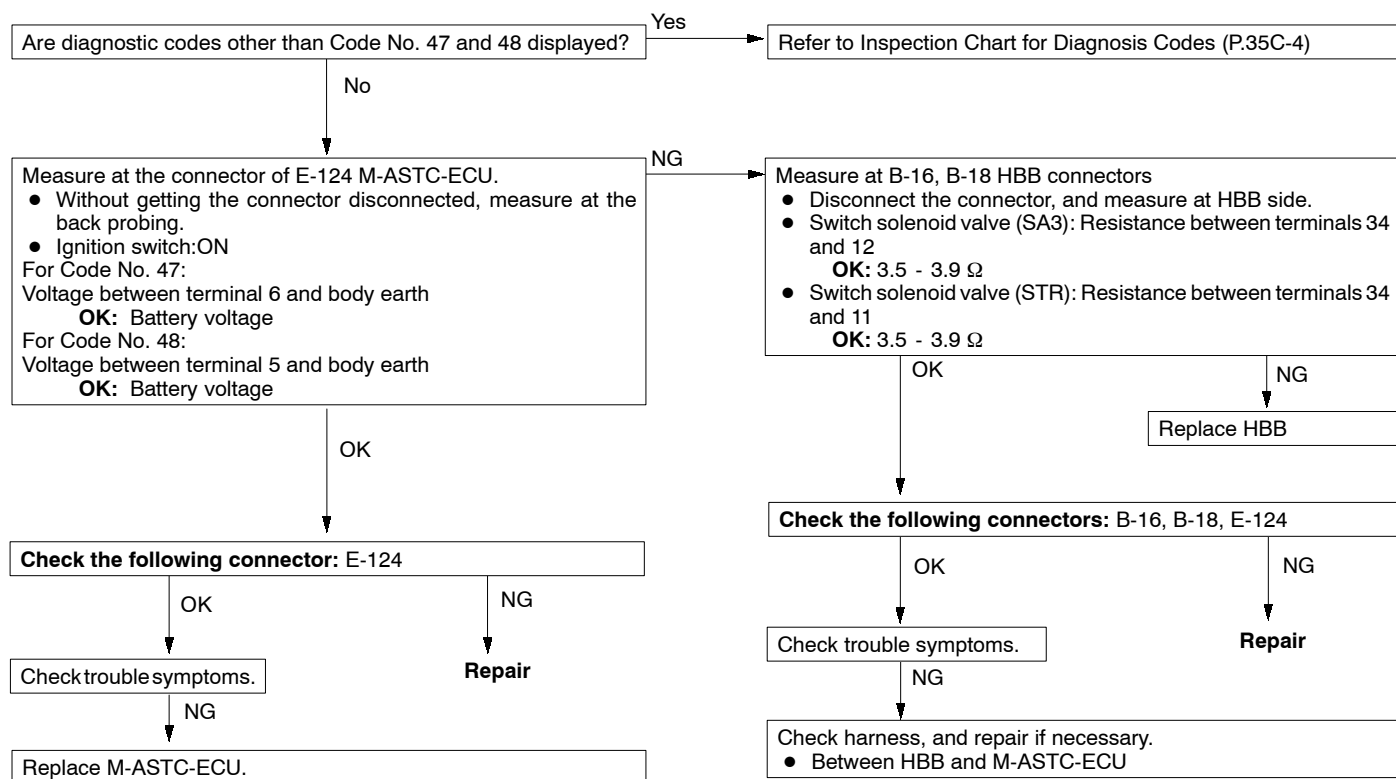 Are diagnostic codes other than Code No. 47 and 48 displayed?
Yes
Refer to Inspection Chart for Diagnosis Codes (P.35C-4)
No
Measure at the connector of E-124 M-ASTC-ECU.
● Without getting the connector disconnected, measure at the
back probing.
● Ignition switch:ON
For Code No. 47:
Voltage between terminal 6 and body earth
OK: Battery voltage
For Code No. 48:
Voltage between terminal 5 and body earth
OK: Battery voltage
NG
Measure at B-16, B-18 HBB connectors
● Disconnect the connector, and measure at HBB side.
● Switch solenoid valve (SA3): Resistance between terminals 34
and 12
OK: 3.5 - 3.9 Ω
● Switch solenoid valve (STR): Resistance between terminals 34
and 11
OK: 3.5 - 3.9 Ω
OK
NG
Replace HBB
OK
Check the following connectors: B-16, B-18, E-124
Check the following connector: E-124
OK
NG
OK
NG
Check trouble symptoms.
Repair
Check trouble symptoms.
Repair
NG
NG
Replace M-ASTC-ECU.
Check harness, and repair if necessary.
● Between HBB and M-ASTC-ECU